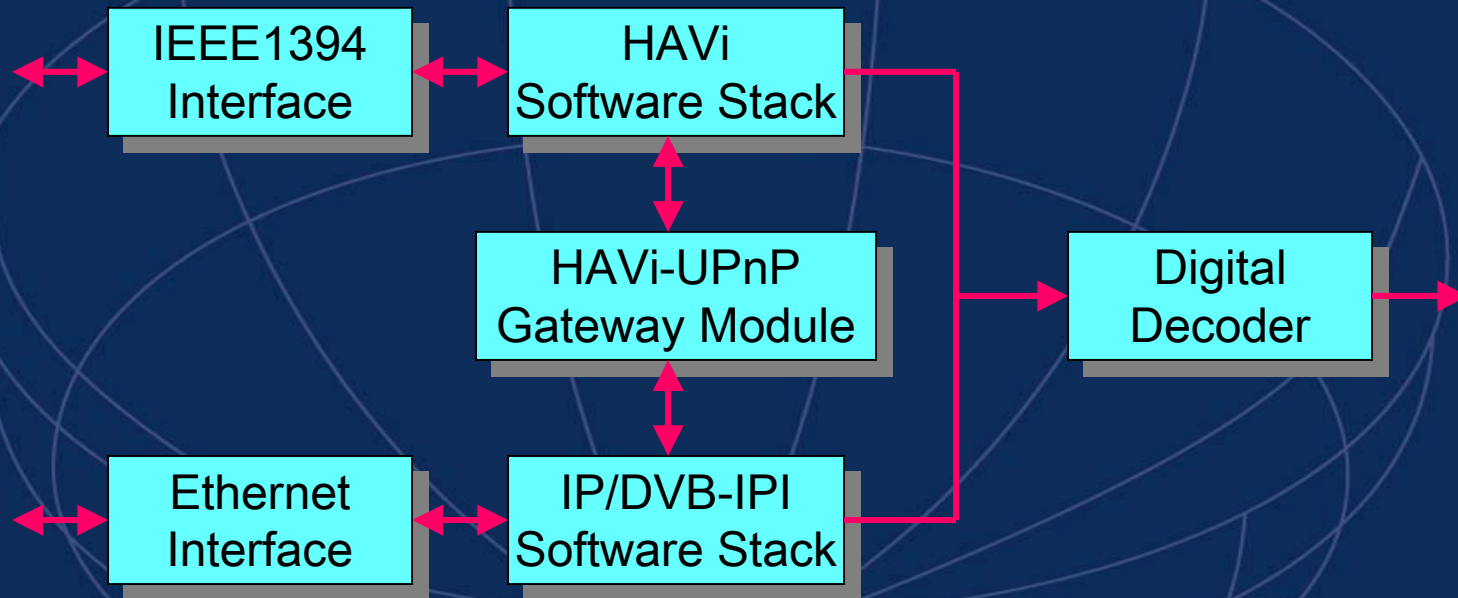 IEEE1394
Interface
HAVi
Software Stack
HAVi-UPnP
Gateway Module
Digital
Decoder
Ethernet
Interface
IP/DVB-IPI
Software Stack